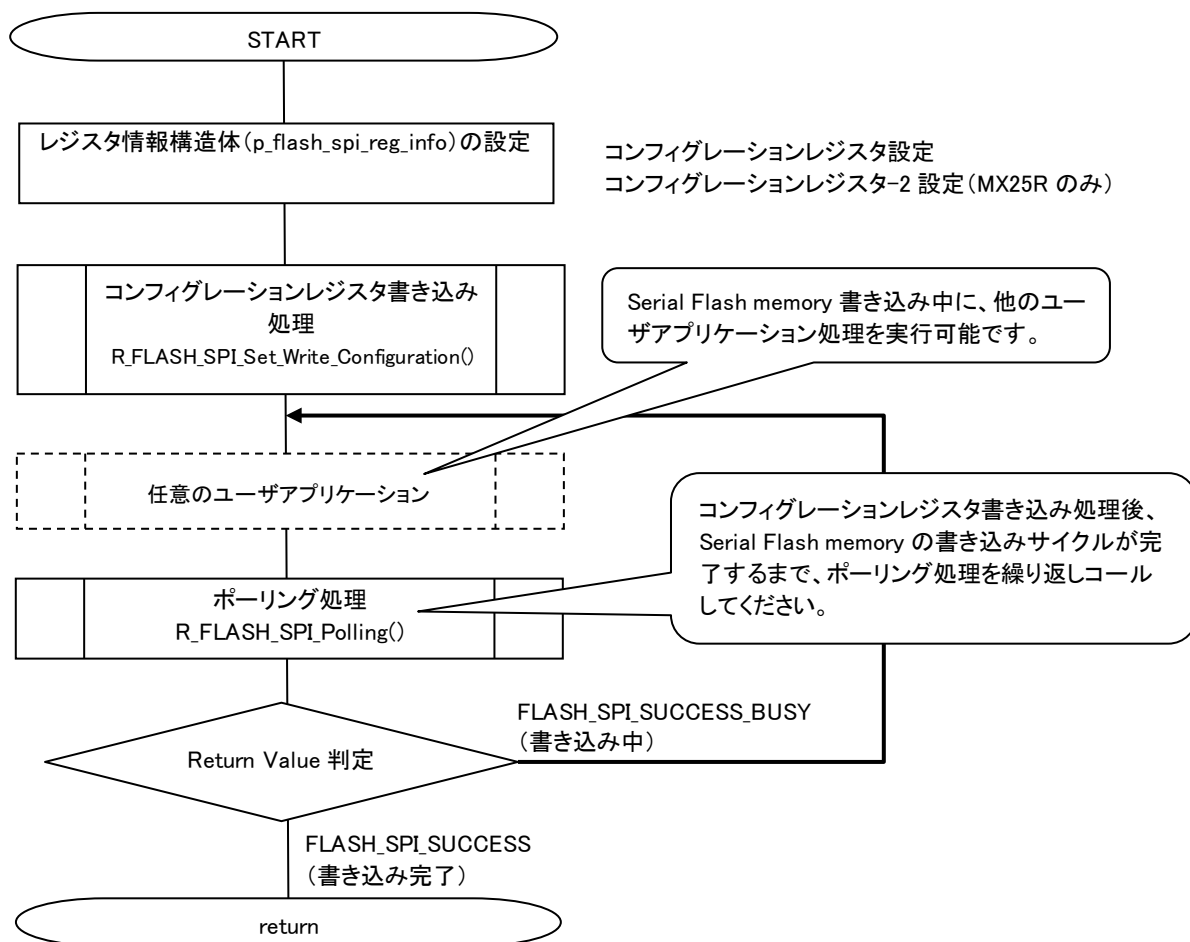 START
レジスタ情報構造体(p_flash_spi_reg_info)の設定
コンフィグレーションレジスタ設定
コンフィグレーションレジスタ-2 設定(MX25R のみ)
コンフィグレーションレジスタ書き込み
処理
R_FLASH_SPI_Set_Write_Configuration()
Serial Flash memory 書き込み中に、他のユー
ザアプリケーション処理を実行可能です。
任意のユーザアプリケーション
コンフィグレーションレジスタ書き込み処理後、
Serial Flash memory の書き込みサイクルが完
了するまで、ポーリング処理を繰り返しコール
してください。
ポーリング処理
R_FLASH_SPI_Polling()
FLASH_SPI_SUCCESS_BUSY
(書き込み中)
Return Value 判定
FLASH_SPI_SUCCESS
(書き込み完了)
return